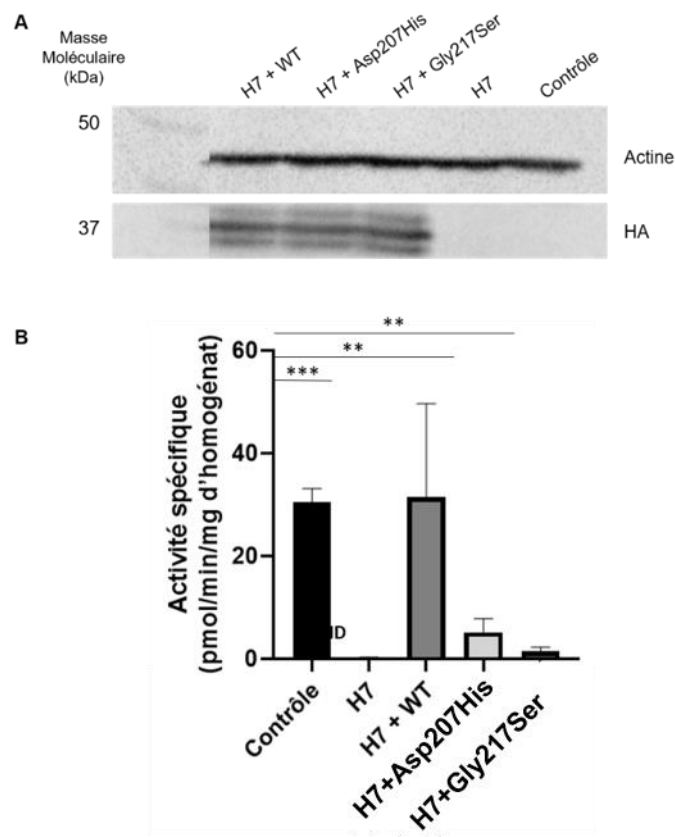 A
Masse
Moléculaire
(kDa)
H7 + WT
H7 + Asp207His
H7 + Gly217Ser
H7
Contrôle
50
Actine
37
HA
B
**
**
***
Activité spécifique
(pmol/min/mg d'homogénat)
60
40
20
0
ID
Contrôle
H7
H7 + WT
H7+Asp207His
H7+Gly217Ser